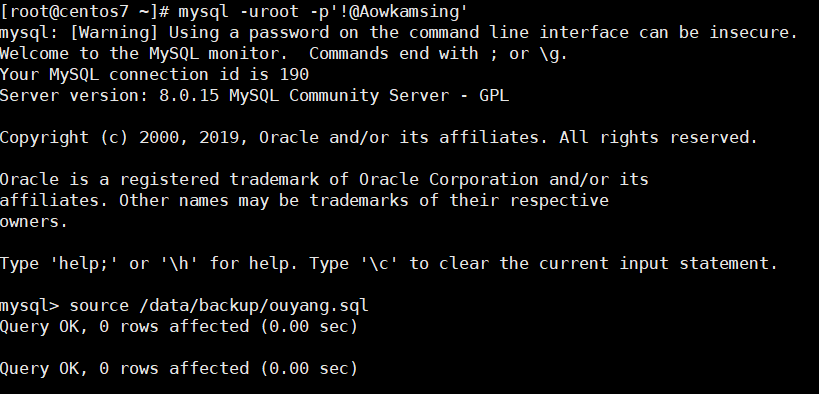 [root@centos7 ~]# mysql -uroot -p'!@Aowkamsing'
mysql: [Warning] Using a password on the command line interface can be insecure.
Welcome to the MySQL monitor.  Commands end with ; or \g.
Your MySQL connection id is 190
Server version: 8.0.15 MySQL Community Server - GPL
Copyright (c) 2000, 2019, Oracle and/or its affiliates. All rights reserved.
Oracle is a registered trademark of Oracle Corporation and/or its
affiliates. Other names may be trademarks of their respective
owners.
Type 'help;' or '\h' for help. Type '\c' to clear the current input statement.
mysql> source /data/backup/ouyang.sql
Query OK, 0 rows affected (0.00 sec)
Query OK, 0 rows affected (0.00 sec)